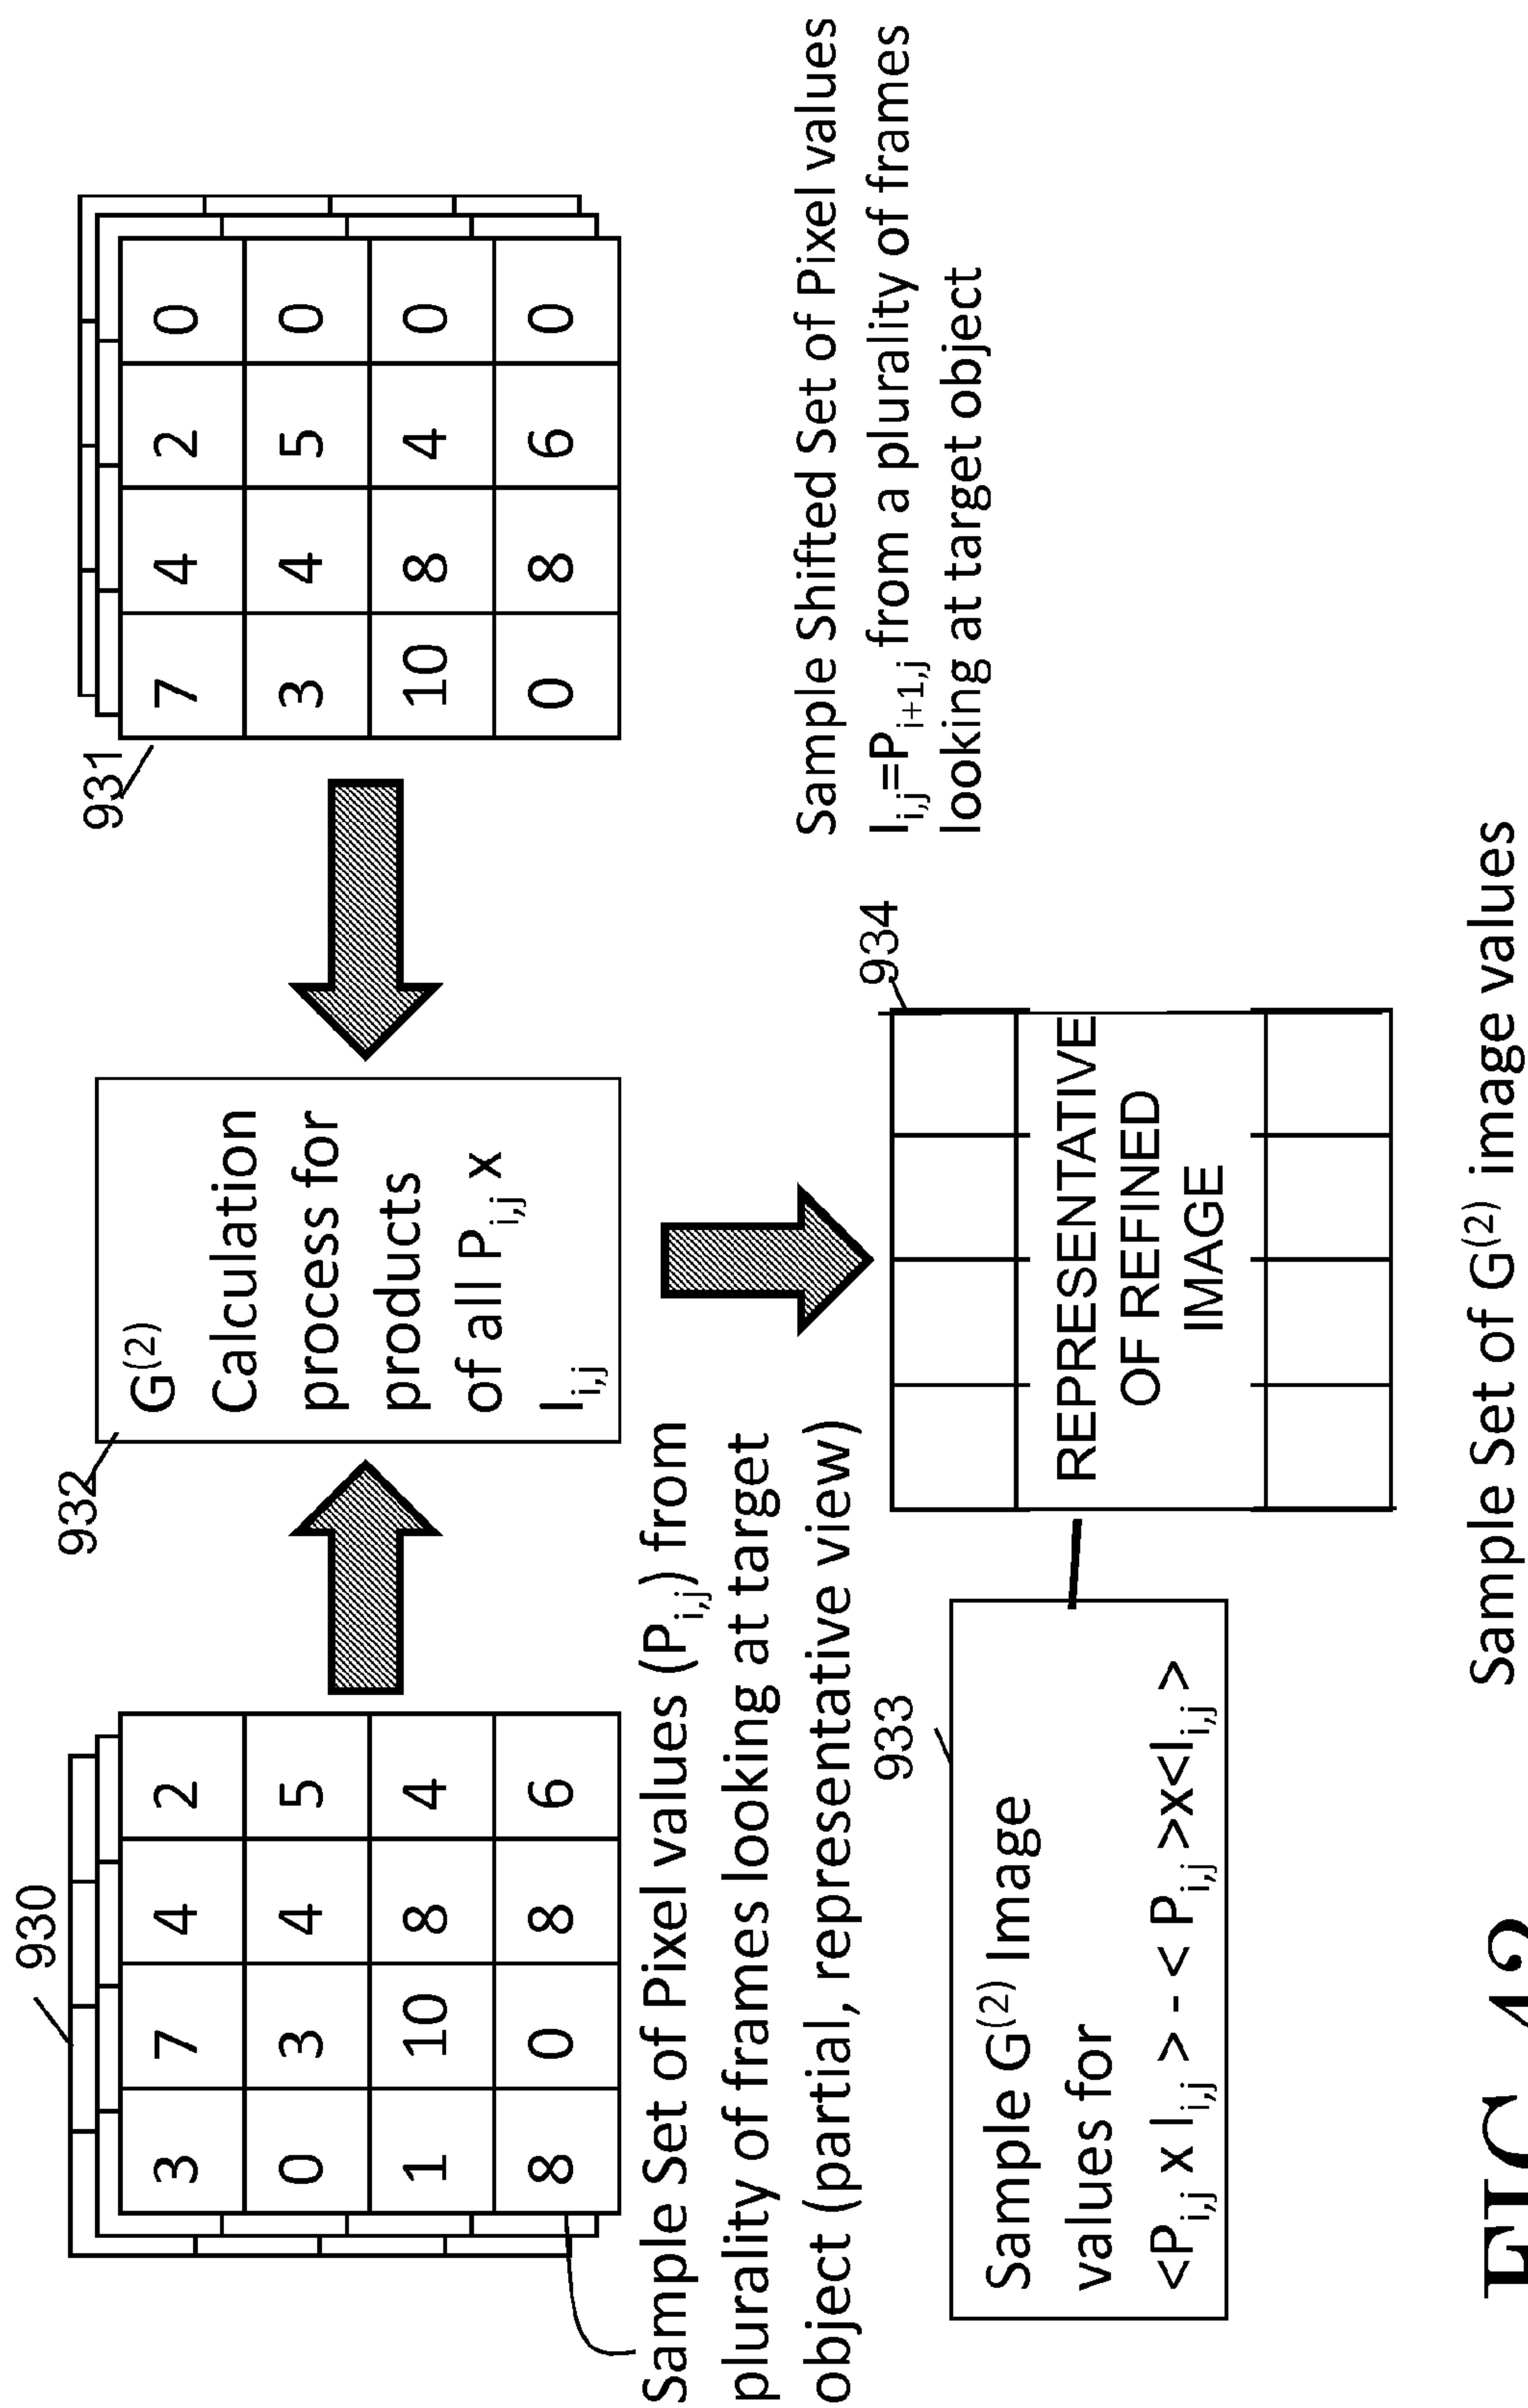 930
3 7 4 2
0 3 4 5
1 10 8 4
8 0 8 6
Sample Set of Pixel values (Pi,j) from
plurality of frames looking at target
object (partial, representative view)
932
G(2)
Calculation
process for
products
of all Pi,j x
Ii,j
931
7 4 2 0
3 4 5 0
10 8 4 0
0 8 6 0
Sample Shifted Set of Pixel values
Ii,j=Pi+1,j from a plurality of frames
looking at target object
933
Sample G(2) Image
values for
<Pi,j x Ii,j > - < Pi,j >x<Ii,j >
934
REPRESENTATIVE
OF REFINED
IMAGE
Sample Set of G(2) image values